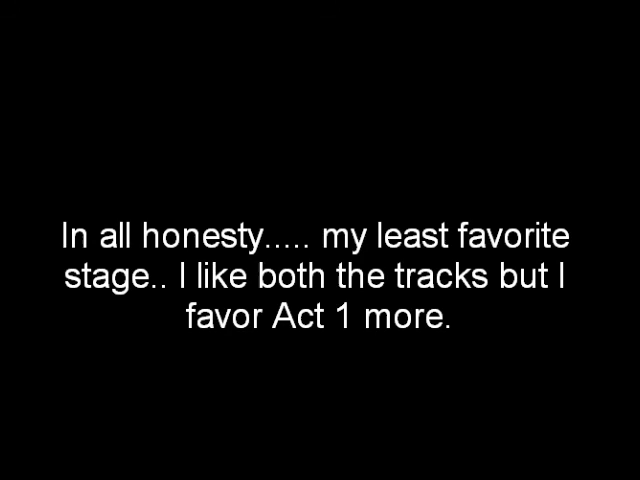 In all honesty..... my least favorite
stage.. I like both the tracks but I
favor Act 1 more.